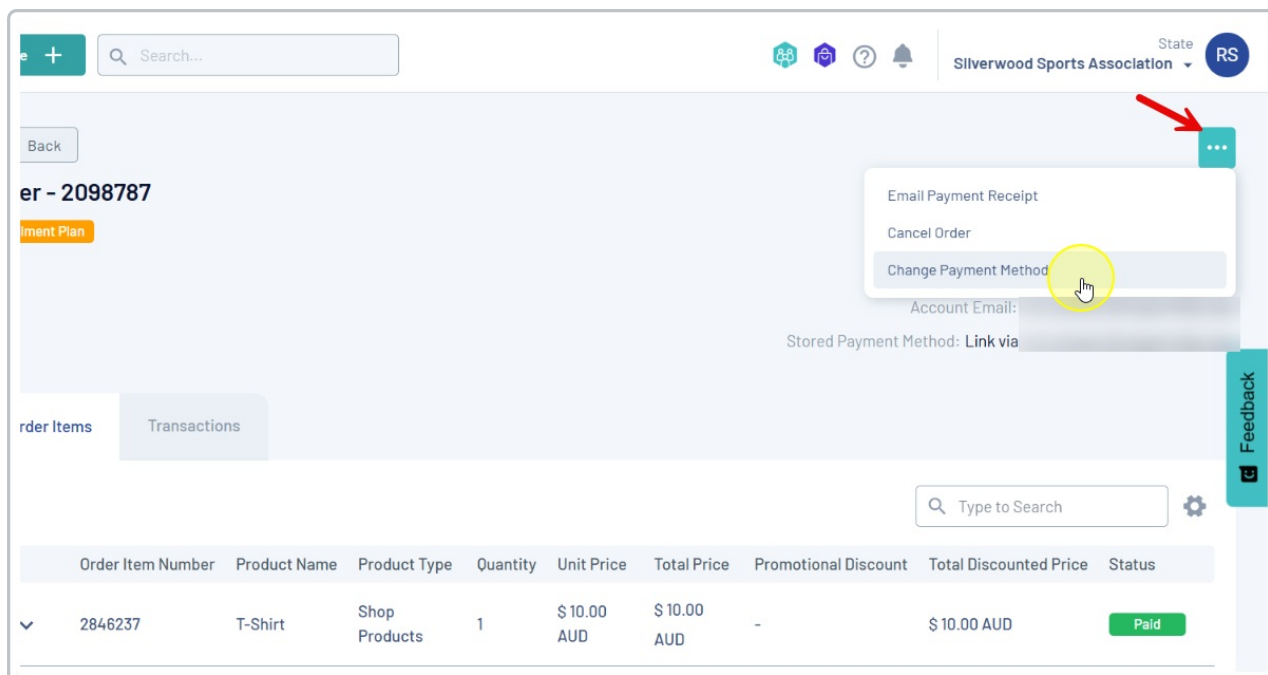 e +
Search...
State
Silverwood Sports Association
RS
Back
er - 2098787
lment Plan
Email Payment Receipt
Cancel Order
Change Payment Method
Account Email:
Stored Payment Method: Link via
Feedback
rder Items
Transactions
Type to Search
Order Item Number Product Name Product Type Quantity Unit Price Total Price Promotional Discount Total Discounted Price Status
2846237 T-Shirt Shop Products 1 $ 10.00 AUD $ 10.00 AUD - $ 10.00 AUD Paid